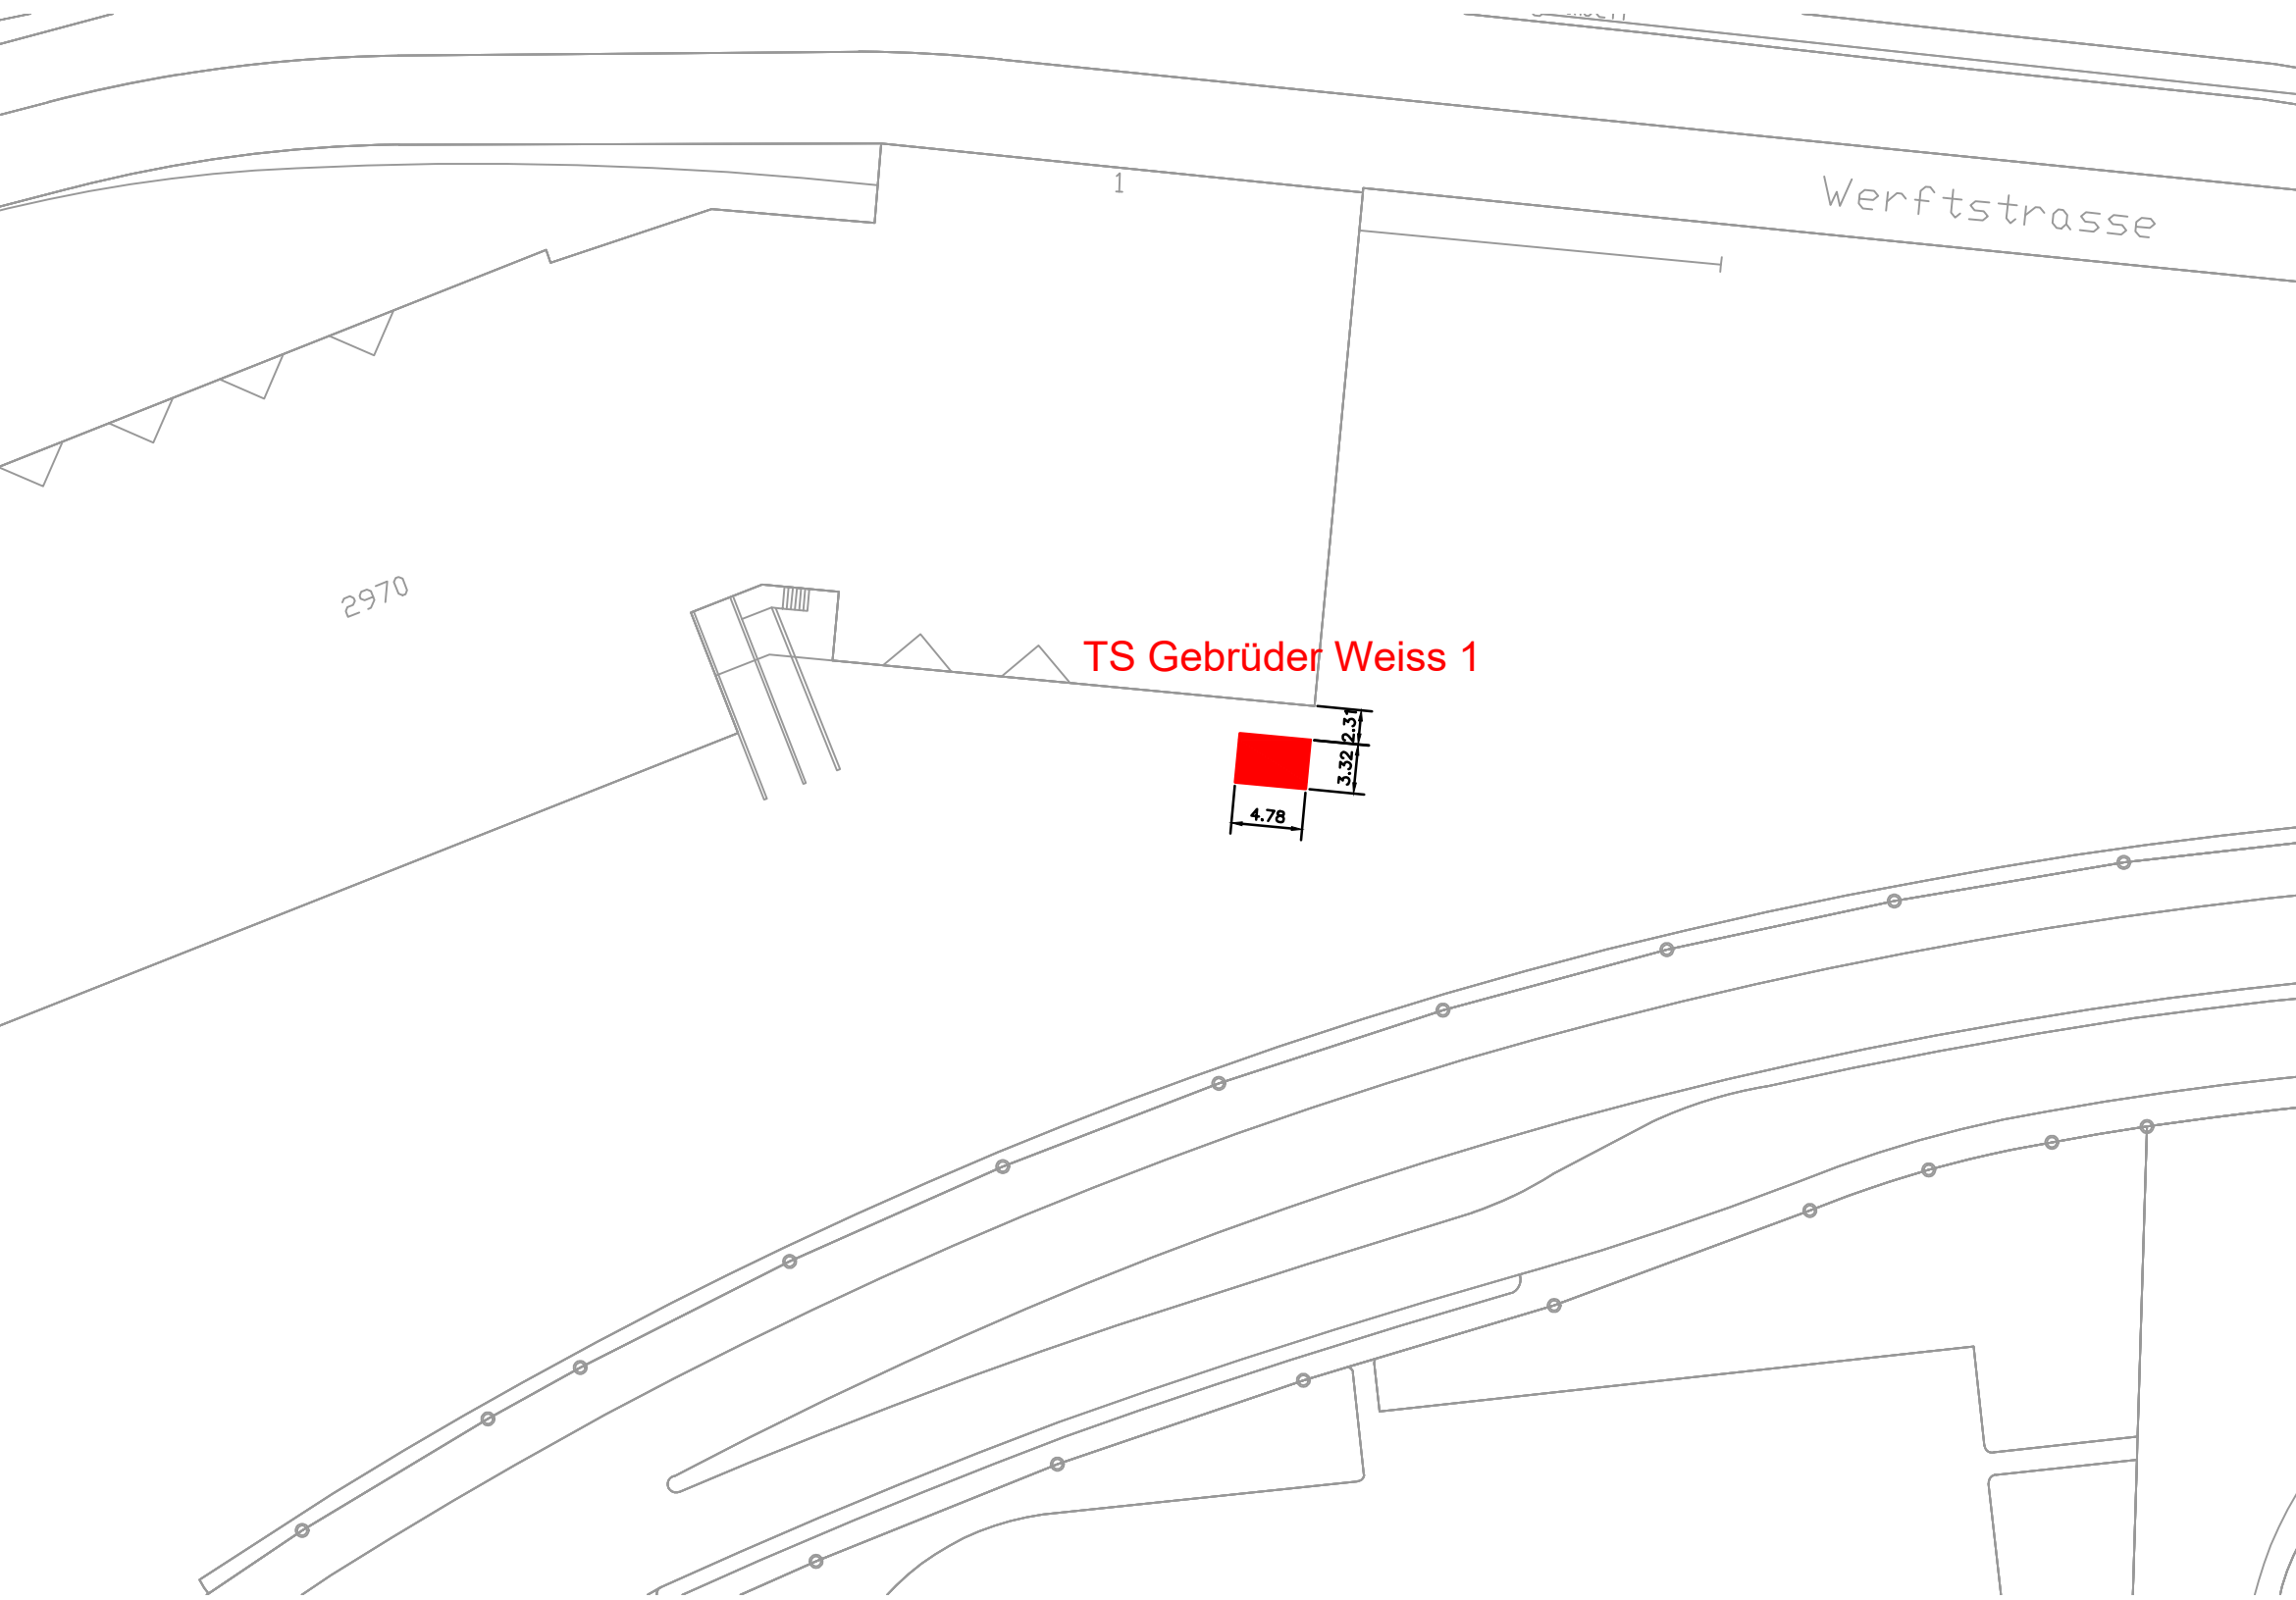 1
Werftstrasse
2970
TS Gebrüder Weiss 1
2.31
3.32
4.78